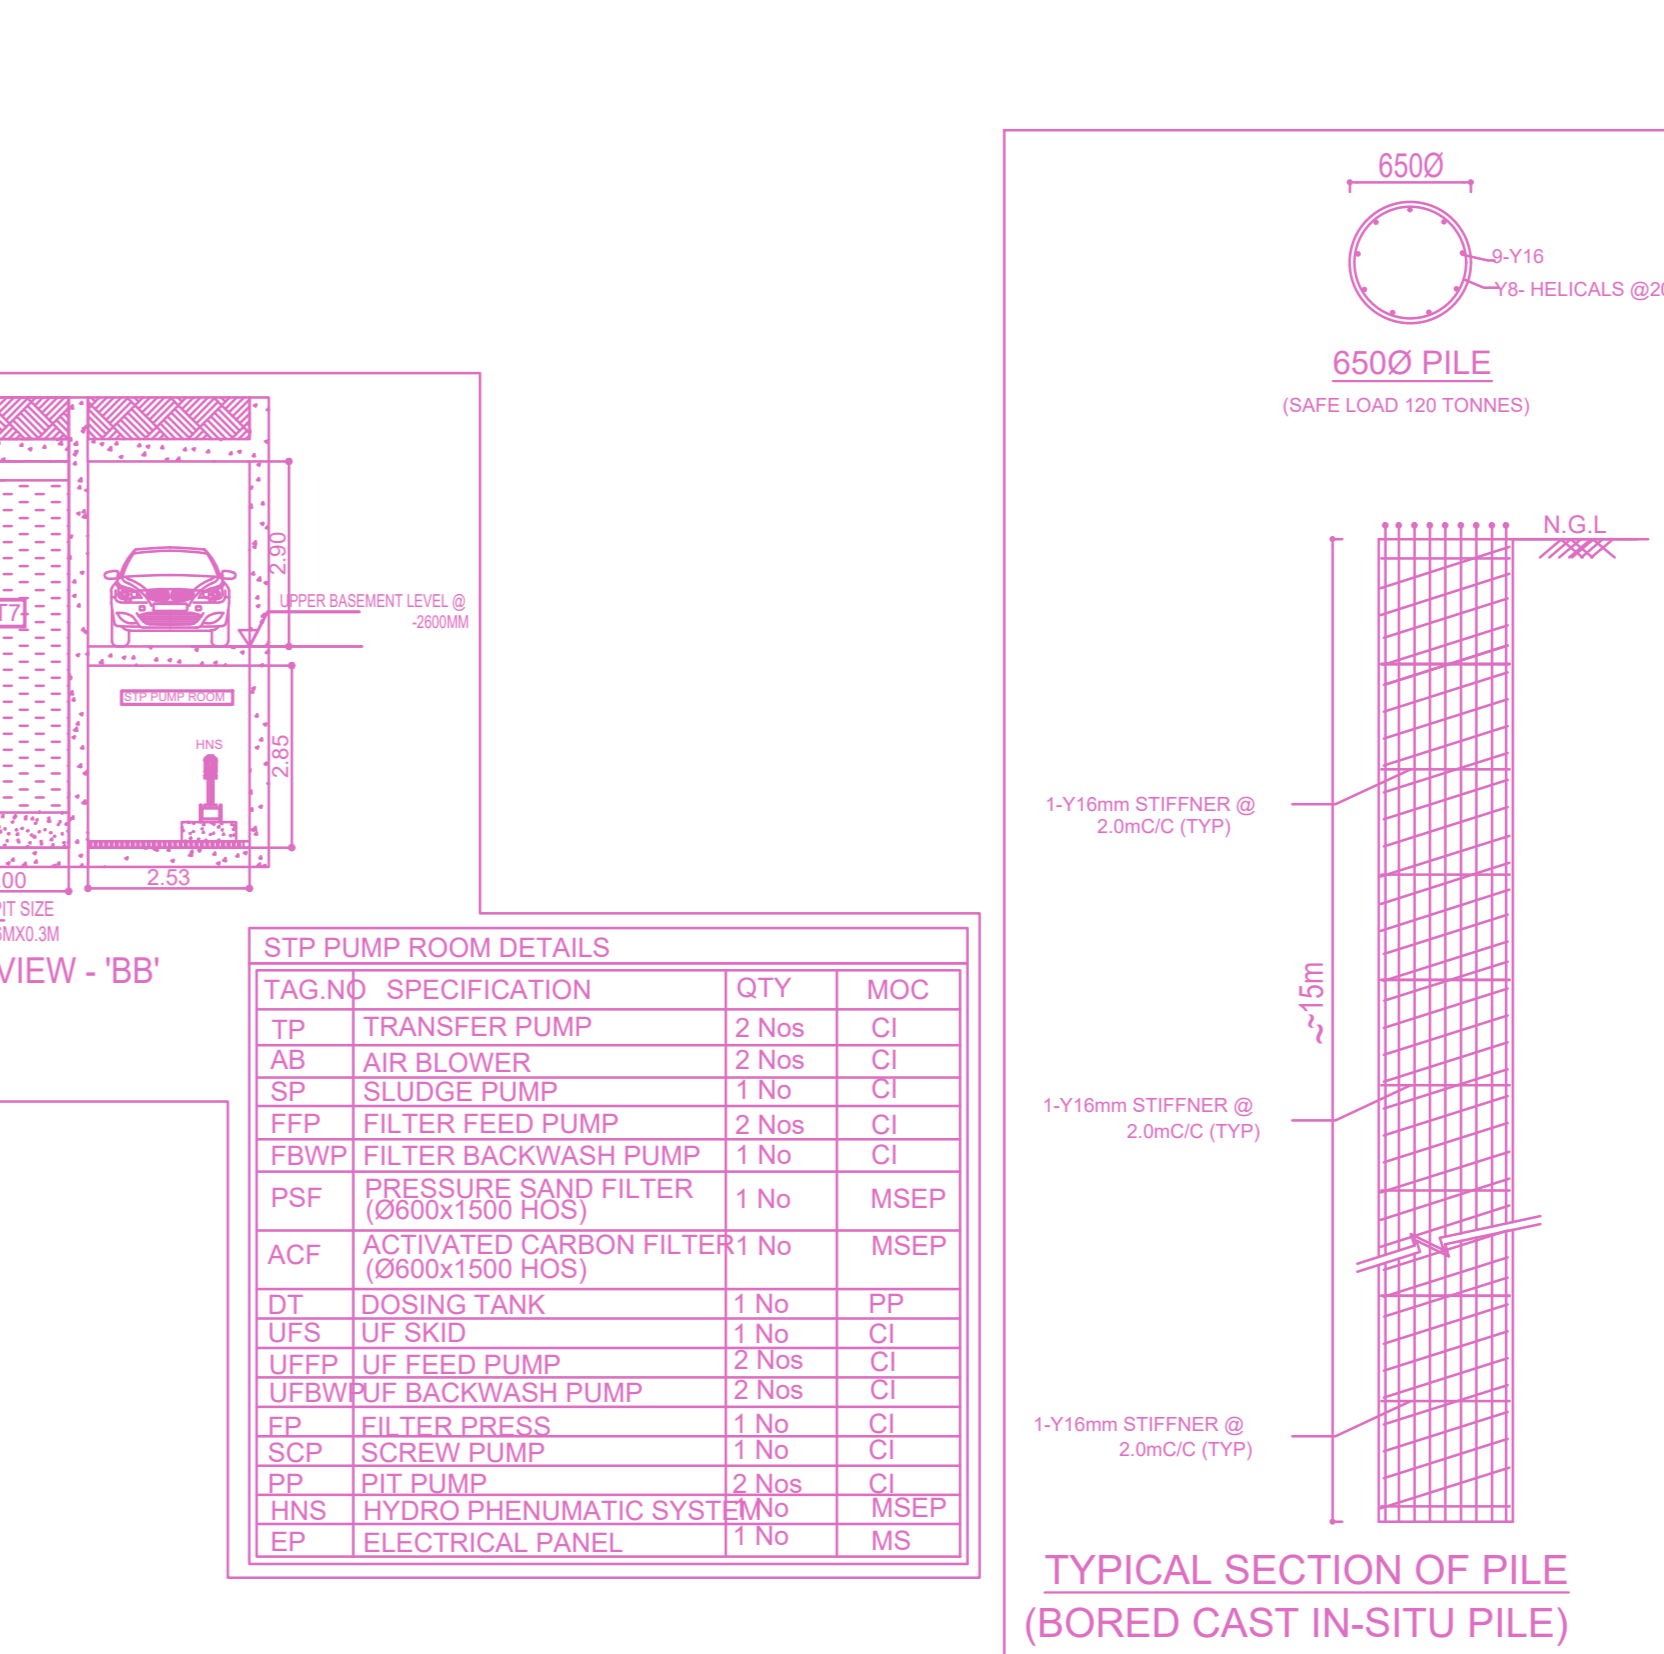 650Ø
9-Y16
Y8- HELICALS @20
650Ø PILE
(SAFE LOAD 120 TONNES)
2.90
UPPER BASEMENT LEVEL @
-2600MM
T7
STP PUMP ROOM
HNS
2.85
.00
2.53
PIT SIZE
6MX0.3M
VIEW - 'BB'
STP PUMP ROOM DETAILS
TAG.NO SPECIFICATION QTY MOC
TP TRANSFER PUMP 2 Nos CI
AB AIR BLOWER 2 Nos CI
SP SLUDGE PUMP 1 No CI
FFP FILTER FEED PUMP 2 Nos CI
FBWP FILTER BACKWASH PUMP 1 No CI
PSF PRESSURE SAND FILTER 1 No MSEP
(Ø600x1500 HOS)
ACF ACTIVATED CARBON FILTER 1 No MSEP
(Ø600x1500 HOS)
DT DOSING TANK 1 No PP
UFS UF SKID 1 No CI
UFFP UF FEED PUMP 2 Nos CI
UFBWP UF BACKWASH PUMP 2 Nos CI
FP FILTER PRESS 1 No CI
SCP SCREW PUMP 1 No CI
PP PIT PUMP 2 Nos CI
HNS HYDRO PHENUMATIC SYSTEM 1 No MSEP
EP ELECTRICAL PANEL 1 No MS
N.G.L
1-Y16mm STIFFNER @
2.0mC/C (TYP)
~~15m
1-Y16mm STIFFNER @
2.0mC/C (TYP)
1-Y16mm STIFFNER @
2.0mC/C (TYP)
TYPICAL SECTION OF PILE
(BORED CAST IN-SITU PILE)